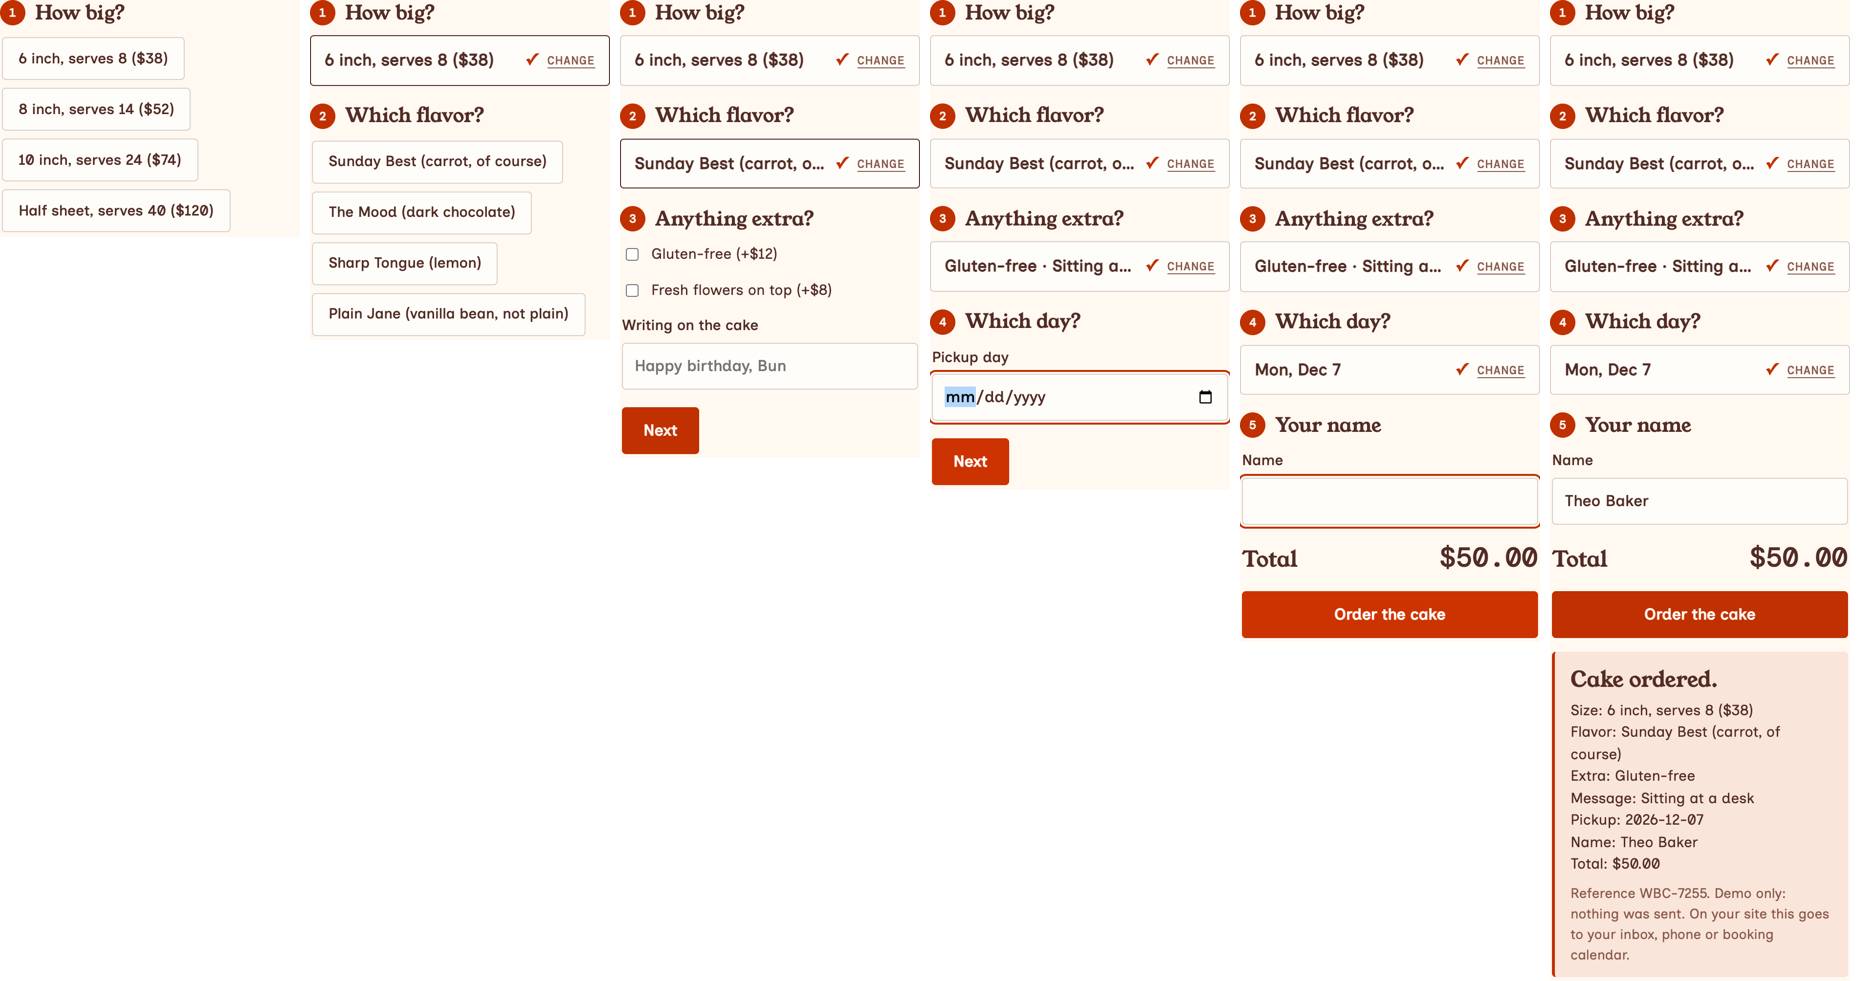 1 How big?
6 inch, serves 8 ($38)
8 inch, serves 14 ($52)
10 inch, serves 24 ($74)
Half sheet, serves 40 ($120)
1 How big?
6 inch, serves 8 ($38) ✓ CHANGE
2 Which flavor?
Sunday Best (carrot, of course)
The Mood (dark chocolate)
Sharp Tongue (lemon)
Plain Jane (vanilla bean, not plain)
1 How big?
6 inch, serves 8 ($38) ✓ CHANGE
2 Which flavor?
Sunday Best (carrot, o... ✓ CHANGE
3 Anything extra?
Gluten-free (+$12)
Fresh flowers on top (+$8)
Writing on the cake
Happy birthday, Bun
Next
1 How big?
6 inch, serves 8 ($38) ✓ CHANGE
2 Which flavor?
Sunday Best (carrot, o... ✓ CHANGE
3 Anything extra?
Gluten-free · Sitting a... ✓ CHANGE
4 Which day?
Pickup day
mm/dd/yyyy
Next
1 How big?
6 inch, serves 8 ($38) ✓ CHANGE
2 Which flavor?
Sunday Best (carrot, o... ✓ CHANGE
3 Anything extra?
Gluten-free · Sitting a... ✓ CHANGE
4 Which day?
Mon, Dec 7 ✓ CHANGE
5 Your name
Name
Total $50.00
Order the cake
1 How big?
6 inch, serves 8 ($38) ✓ CHANGE
2 Which flavor?
Sunday Best (carrot, o... ✓ CHANGE
3 Anything extra?
Gluten-free · Sitting a... ✓ CHANGE
4 Which day?
Mon, Dec 7 ✓ CHANGE
5 Your name
Name
Theo Baker
Total $50.00
Order the cake
Cake ordered.
Size: 6 inch, serves 8 ($38)
Flavor: Sunday Best (carrot, of
course)
Extra: Gluten-free
Message: Sitting at a desk
Pickup: 2026-12-07
Name: Theo Baker
Total: $50.00
Reference WBC-7255. Demo only:
nothing was sent. On your site this goes
to your inbox, phone or booking
calendar.